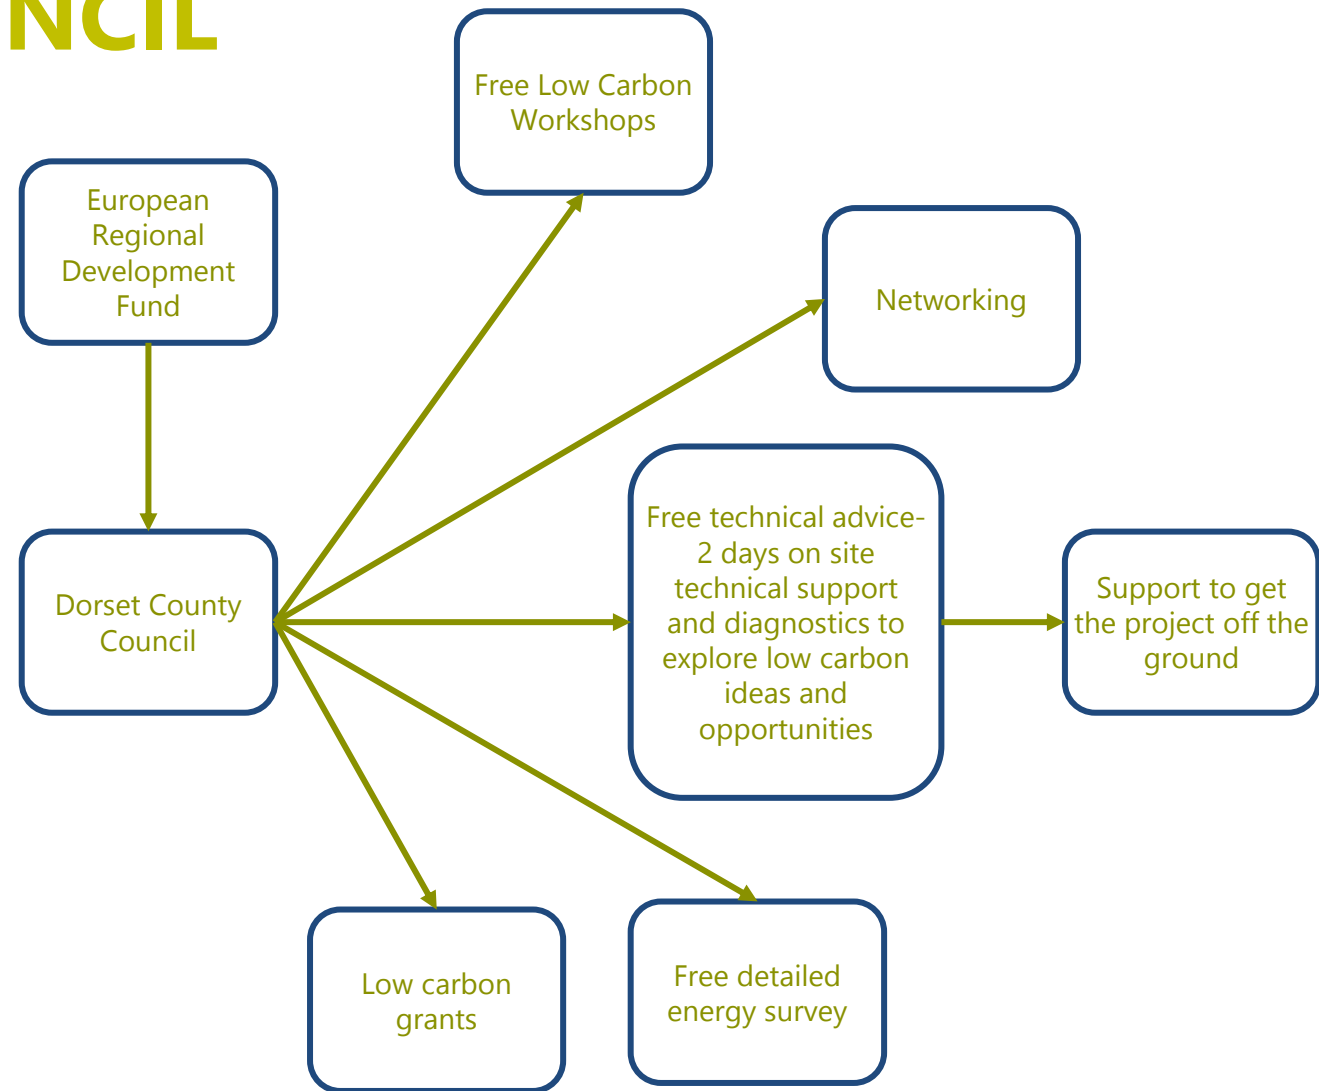 NCIL
Free Low Carbon
Workshops
European
Regional
Development
Fund
Networking
Free technical advice-
2 days on site
technical support
and diagnostics to
explore low carbon
ideas and
opportunities
Dorset County
Council
Support to get
the project off the
ground
Low carbon
grants
Free detailed
energy survey